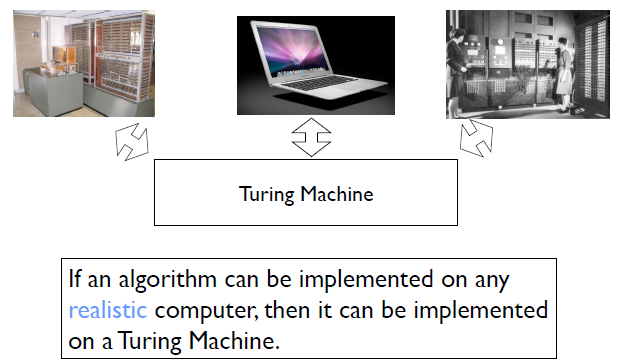 Turing Machine
If an algorithm can be implemented on any
realistic computer, then it can be implemented
on a Turing Machine.